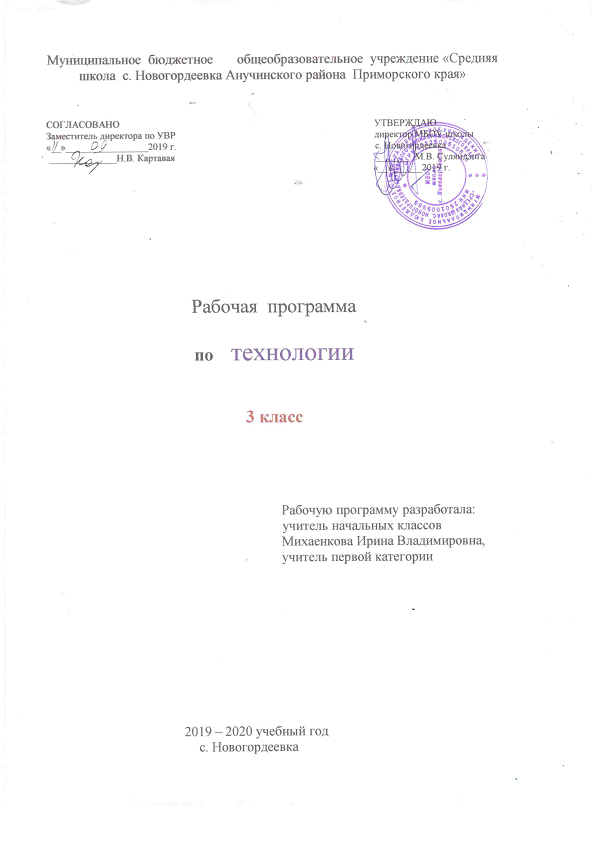 Муниципальное бюджетное общеобразовательное учреждение «Средняя
школа с. Новогордеевка Анучинского района Приморского края»
СОГЛАСОВАНО
Заместитель директора по УВР
«11» 04 2019 г.
Н.В. Картавая
УТВЕРЖДАЮ
директор МБОУ школы
с. Новогордеевка
М.В. Суляндзига
2019 г.
Рабочая программа
по технологии
3 класс
Рабочую программу разработала:
учитель начальных классов
Михаенкова Ирина Владимировна,
учитель первой категории
2019 – 2020 учебный год
с. Новогордеевка